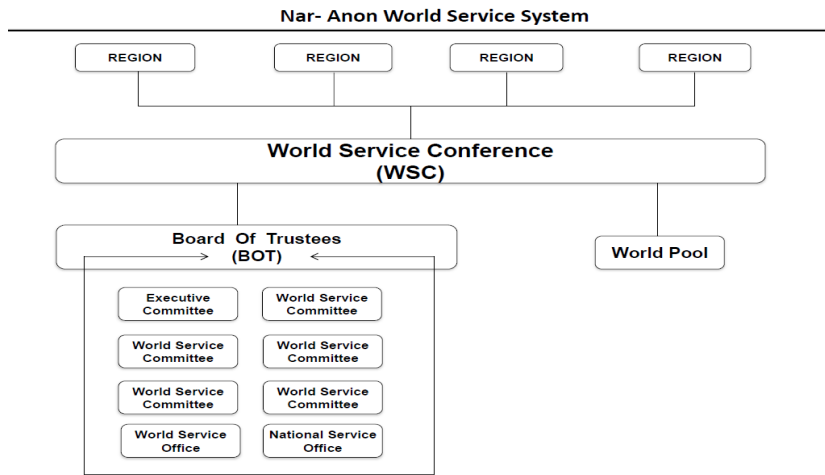 Nar- Anon World Service System
REGION
REGION
REGION
REGION
World Service Conference
(WSC)
Board Of Trustees
(BOT)
World Pool
Executive
Committee
World Service
Committee
World Service
Committee
World Service
Committee
World Service
Committee
World Service
Committee
World Service
Office
National Service
Office